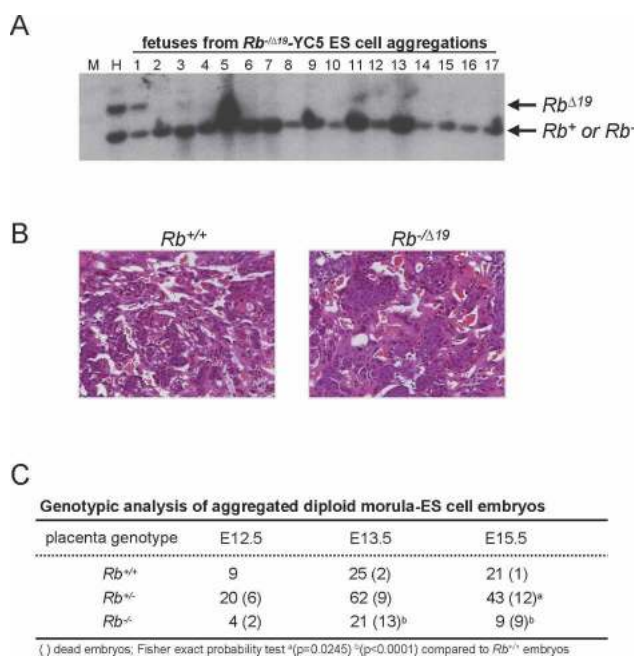 A
fetuses from Rb-/Δ19-YC5 ES cell aggregations
M H 1 2 3 4 5 6 7 8 9 10 11 12 13 14 15 16 17
RbΔ19
Rb+ or Rb-
B
Rb+/+ Rb-/Δ19
C
Genotypic analysis of aggregated diploid morula-ES cell embryos
placenta genotype E12.5 E13.5 E15.5
Rb+/+ 9 25 (2) 21 (1)
Rb+/- 20 (6) 62 (9) 43 (12)a
Rb-/- 4 (2) 21 (13)b 9 (9)b
( ) dead embryos; Fisher exact probability test a(p=0.0245) b(p<0.0001) compared to Rb+/+ embryos